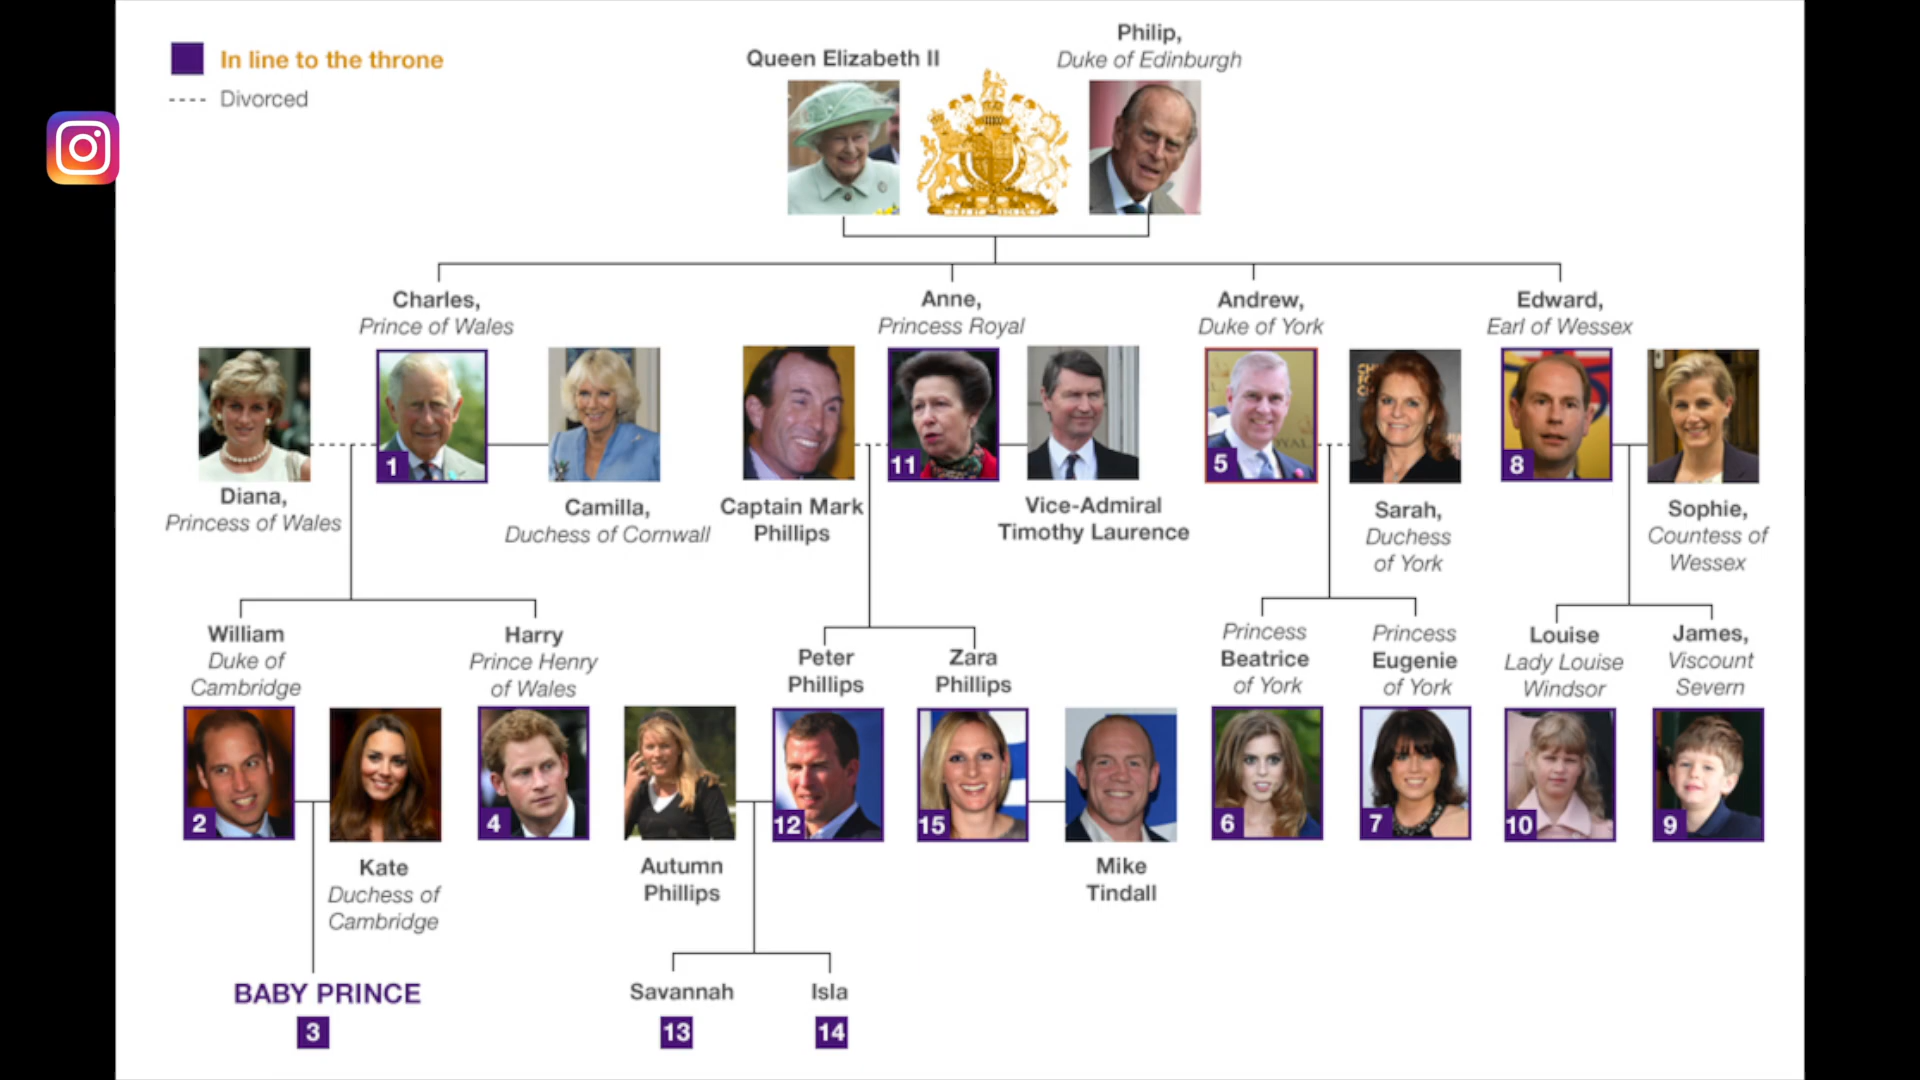 In line to the throne
Divorced
Queen Elizabeth II
Philip,
Duke of Edinburgh
Charles,
Prince of Wales
Anne,
Princess Royal
Andrew,
Duke of York
Edward,
Earl of Wessex
1
11
5
8
Diana,
Princess of Wales
Camilla,
Duchess of Cornwall
Captain Mark
Phillips
Vice-Admiral
Timothy Laurence
Sarah,
Duchess
of York
Sophie,
Countess of
Wessex
William
Duke of
Cambridge
Harry
Prince Henry
of Wales
Peter
Phillips
Zara
Phillips
Princess
Beatrice
of York
Princess
Eugenie
of York
Louise
Lady Louise
Windsor
James,
Viscount
Severn
2
4
12
15
6
7
10
9
Kate
Duchess of
Cambridge
Autumn
Phillips
Mike
Tindall
BABY PRINCE
3
Savannah
13
Isla
14